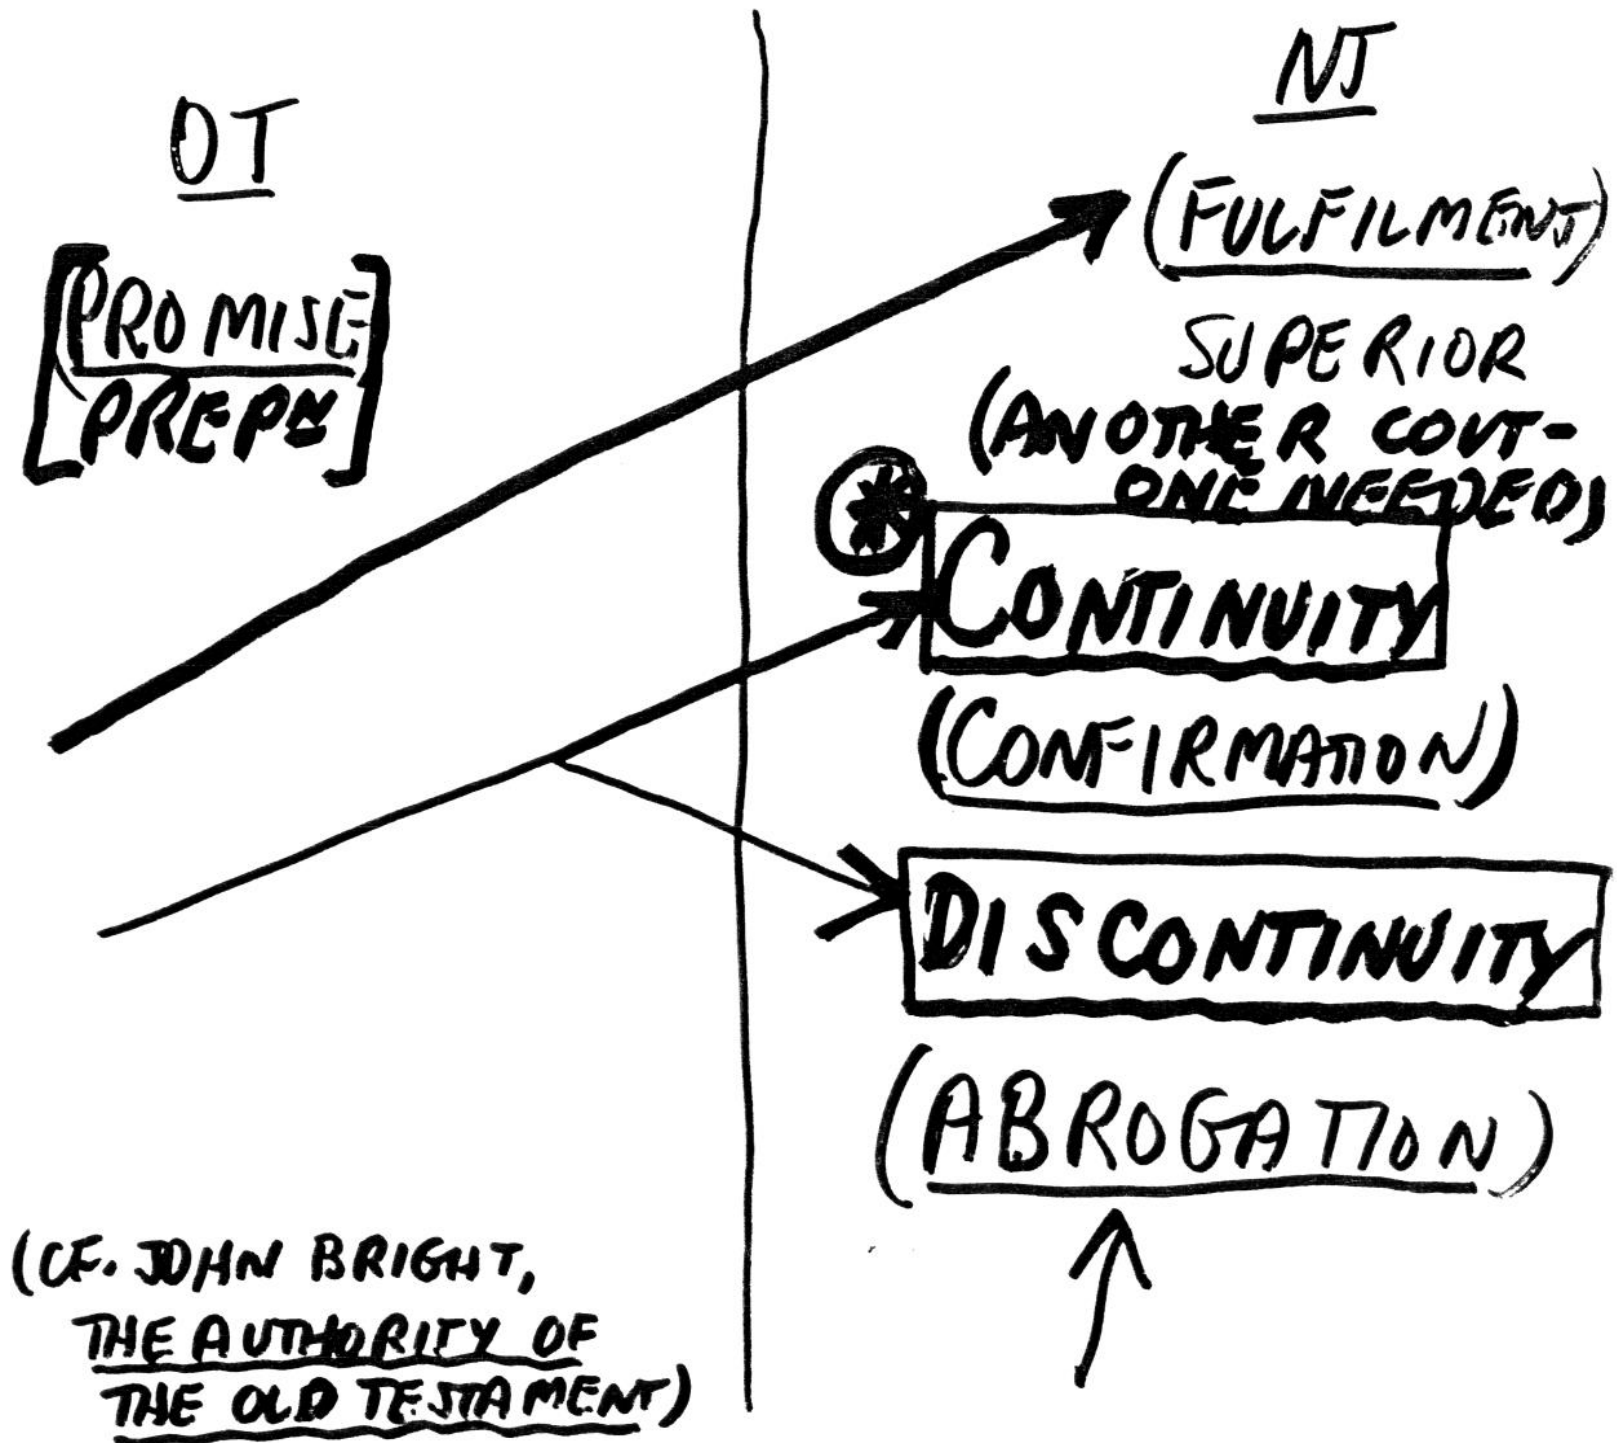 OT
[PROMISE
PREPN]
(CF. JOHN BRIGHT,
THE AUTHORITY OF
THE OLD TESTAMENT)
NT
(FULFILMENT)
SUPERIOR
(ANOTHER COVT-
ONE NEEDED)
*
CONTINUITY
(CONFIRMATION)
DISCONTINUITY
(ABROGATION)